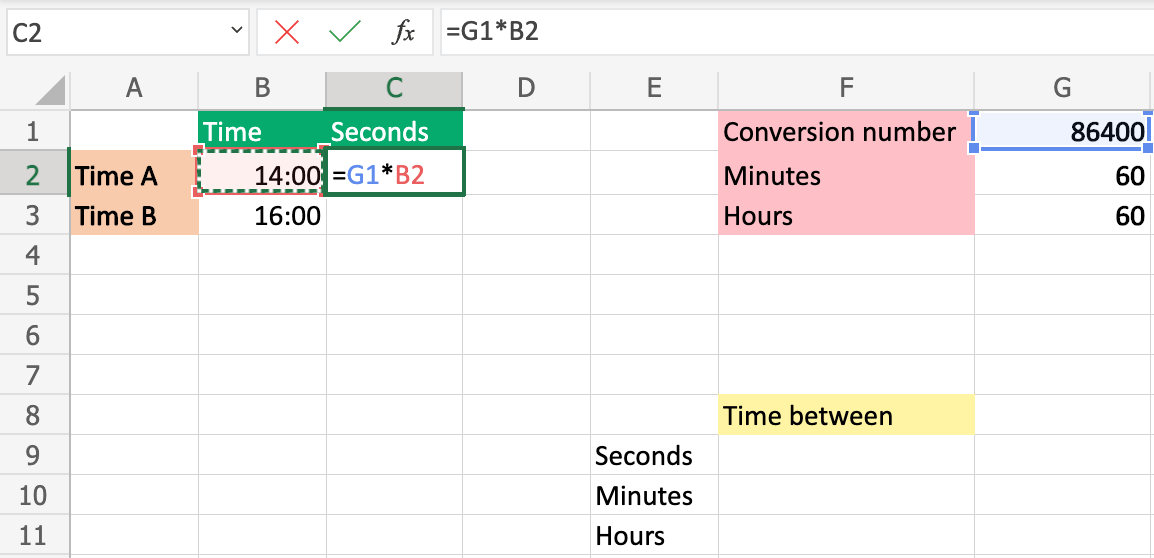 C2 fx =G1*B2
A B C D E F G
1 Time Seconds Conversion number 86400
2 Time A 14:00 =G1*B2 Minutes 60
3 Time B 16:00 Hours 60
4
5
6
7
8 Time between
9 Seconds
10 Minutes
11 Hours